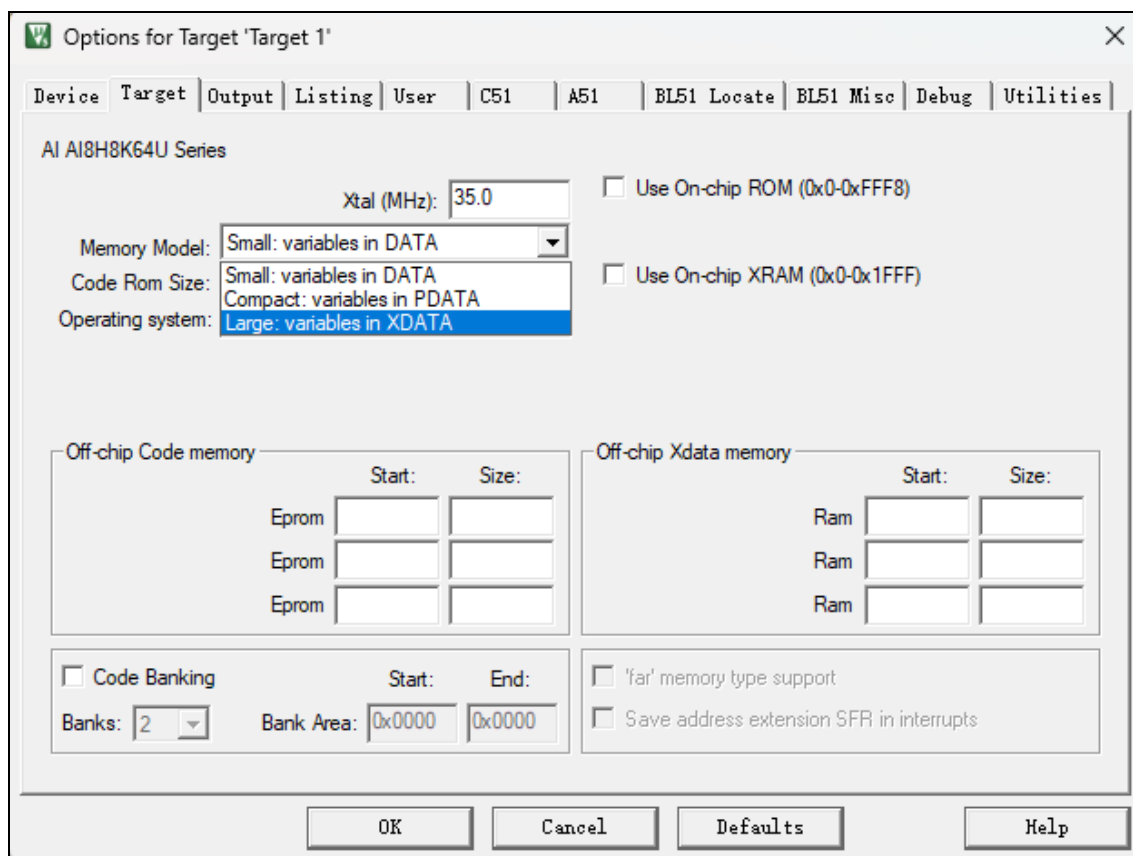 Options for Target 'Target 1'
Device Target Output Listing User C51 A51 BL51 Locate BL51 Misc Debug Utilities
AI AI8H8K64U Series
Xtal (MHz): 35.0
Use On-chip ROM (0x0-0xFFF8)
Memory Model: Small: variables in DATA
Code Rom Size: Small: variables in DATA
Use On-chip XRAM (0x0-0x1FFF)
Compact: variables in PDATA
Operating system: Large: variables in XDATA
Off-chip Code memory
Start: Size:
Eprom
Eprom
Eprom
Off-chip Xdata memory
Start: Size:
Ram
Ram
Ram
Code Banking Start: End:
Banks: 2 Bank Area: 0x0000 0x0000
'far' memory type support
Save address extension SFR in interrupts
OK Cancel Defaults Help